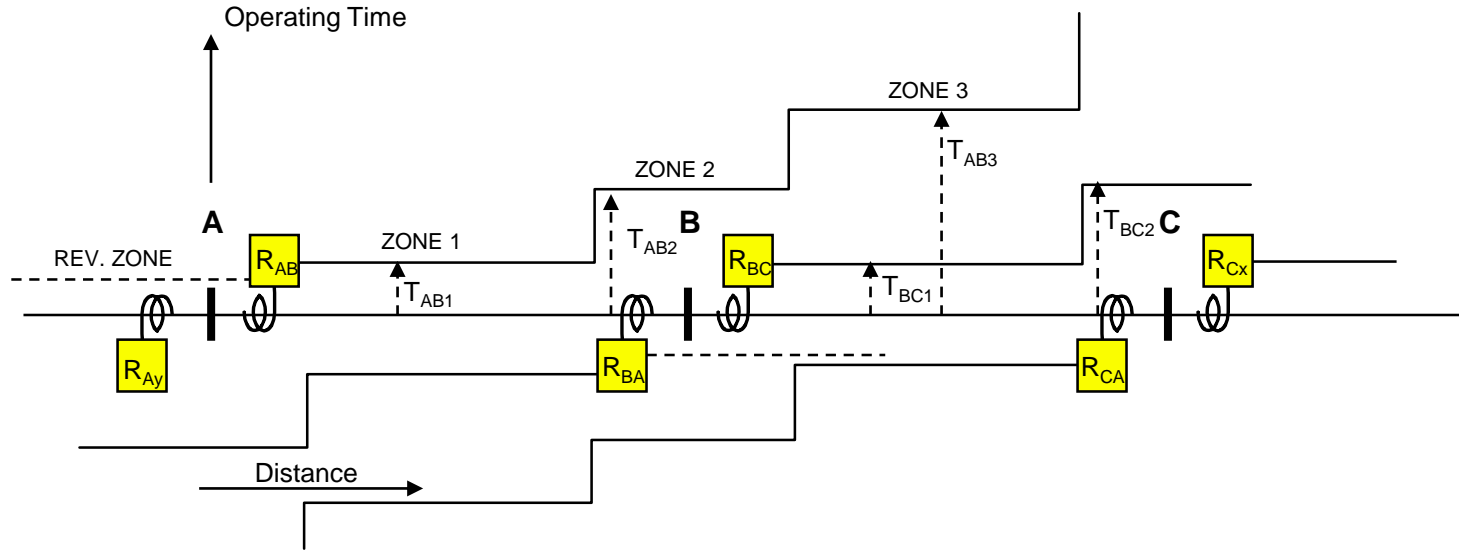 Operating Time
ZONE 3
T_AB3
ZONE 2
A
B
C
ZONE 1
T_AB2
T_BC2
REV. ZONE
R_AB
R_BC
R_Cx
T_AB1
T_BC1
R_Ay
R_BA
R_CA
Distance